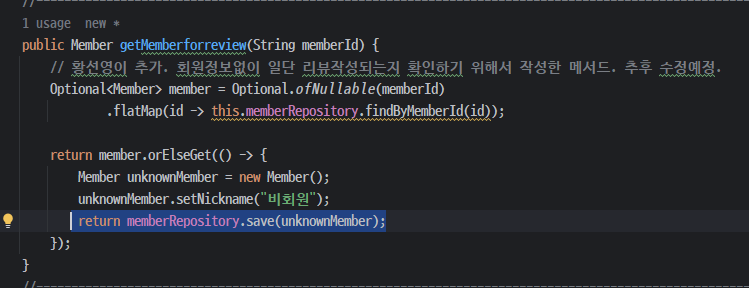 //------------------------------------------------------------------------------------------------
1 usage new *
public Member getMemberforreview(String memberId) {
// 황선영이 추가. 회원정보없이 일단 리뷰작성되는지 확인하기 위해서 작성한 메서드. 추후 수정예정.
Optional<Member> member = Optional.ofNullable(memberId)
.flatMap(id -> this.memberRepository.findByMemberId(id));
return member.orElseGet(() -> {
Member unknownMember = new Member();
unknownMember.setNickname("비회원");
return memberRepository.save(unknownMember);
});
}
//------------------------------------------------------------------------------------------------